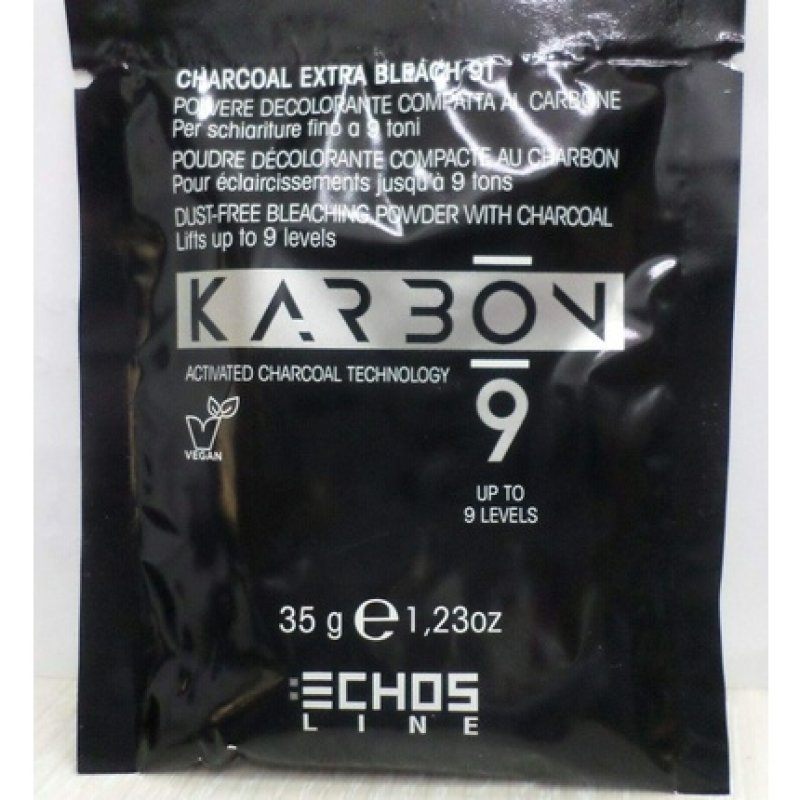 CHARCOAL EXTRA BLEACH 9T
POLVERE DECOLORANTE COMPATTA AL CARBONE
Per schiariture fino a 9 toni
POUDRE DÉCOLORANTE COMPACTE AU CHARBON
Pour éclaircissements jusqu'à 9 tons
DUST-FREE BLEACHING POWDER WITH CHARCOAL
Lifts up to 9 levels
KARBON
ACTIVATED CHARCOAL TECHNOLOGY
9
VEGAN
UP TO
9 LEVELS
35 g e 1,23oz
ECHOS
LINE